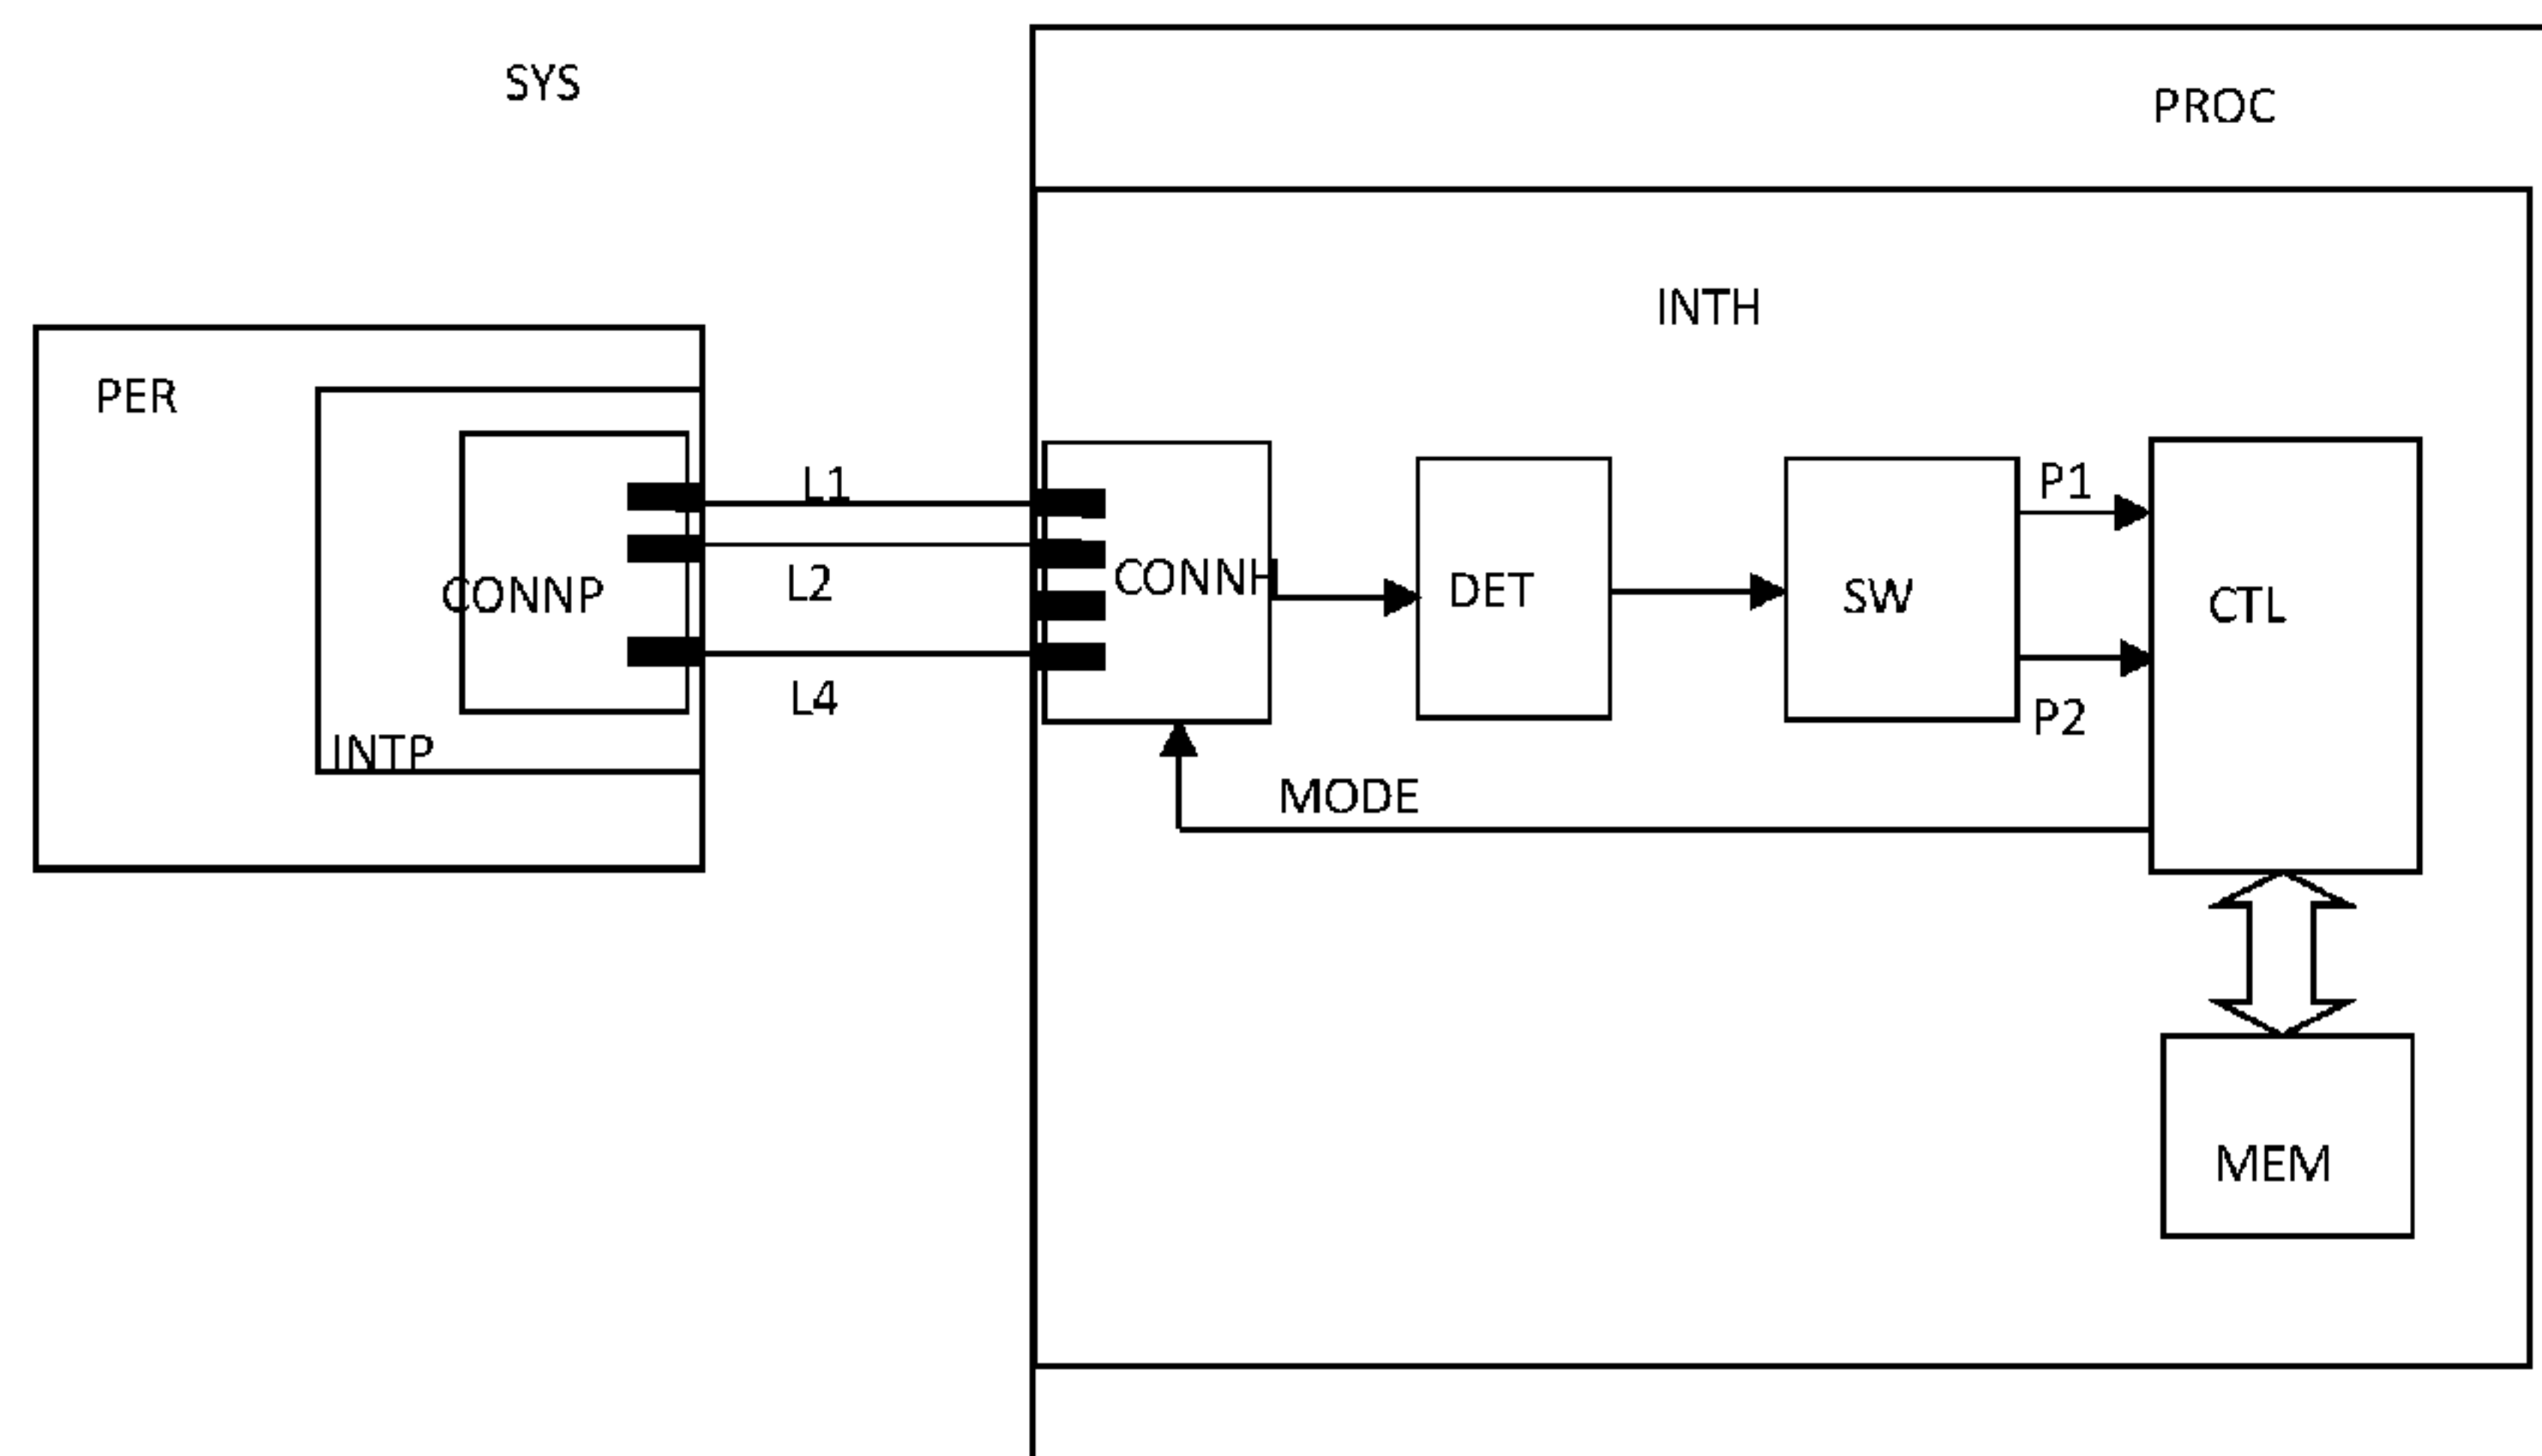 SYS
PROC
INTH
PER
L1
P1
CONNH
DET
SW
CTL
CONNP
L2
L4
P2
INTP
MODE
MEM